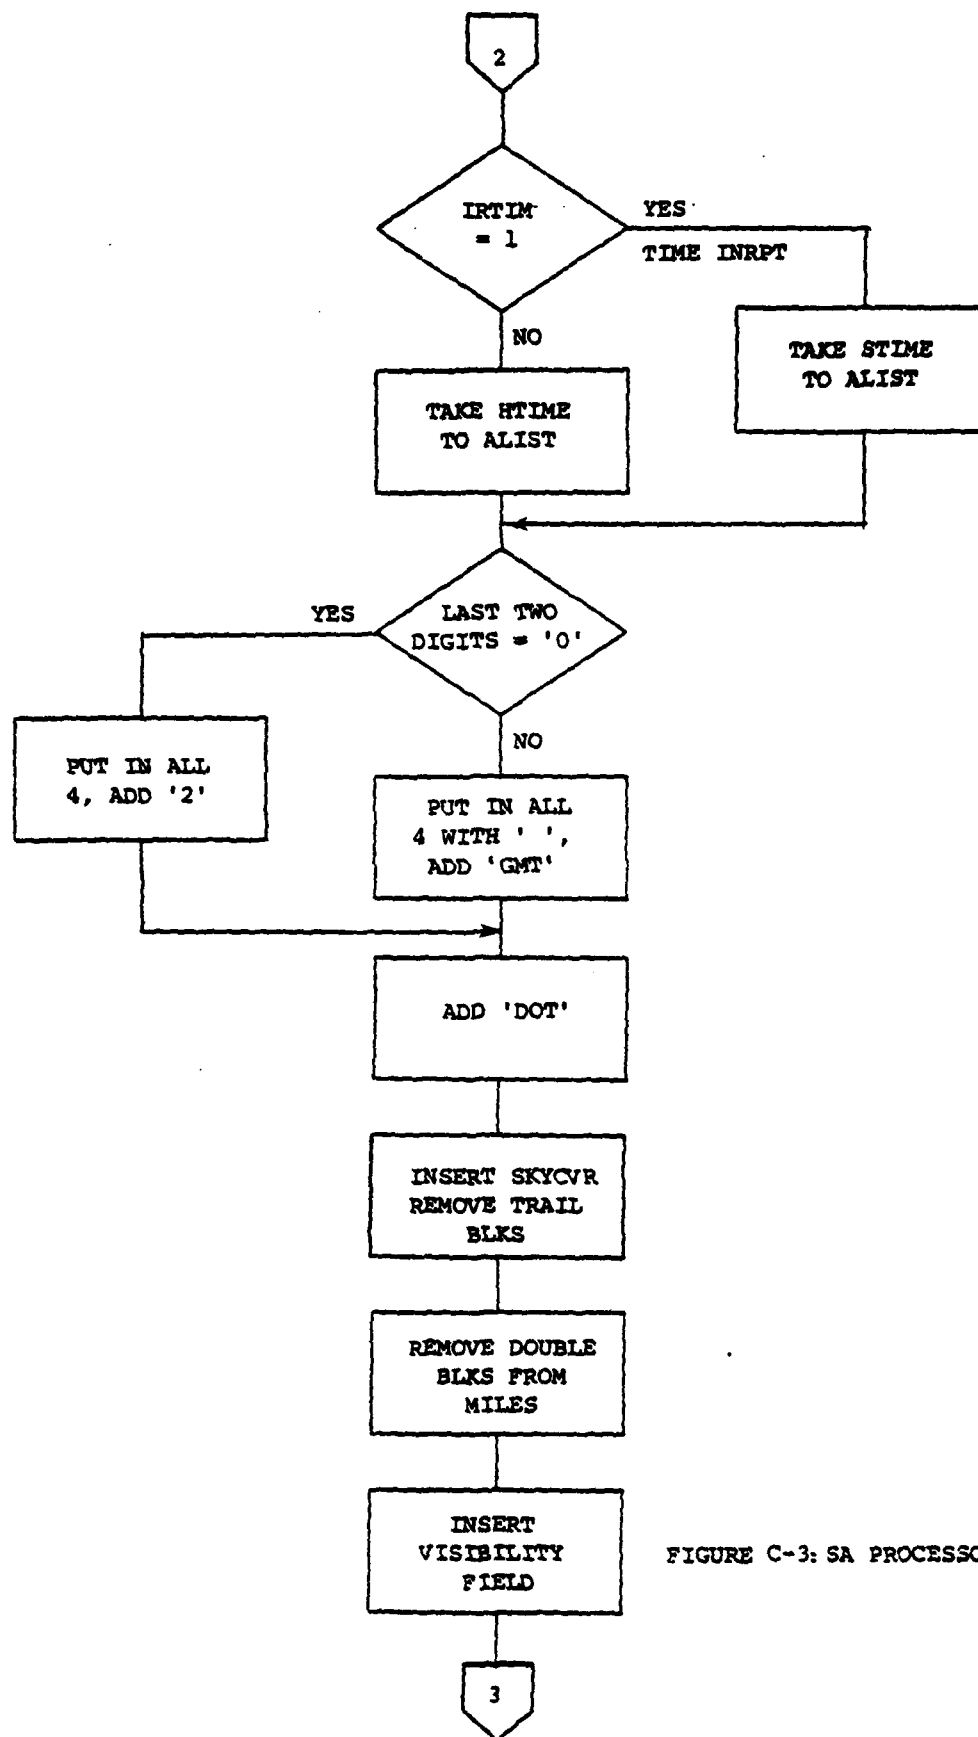 2
IRTIM
= 1
YES
TIME INRPT
NO
TAKE STIME
TO ALIST
TAKE HTIME
TO ALIST
YES
LAST TWO
DIGITS = '0'
NO
PUT IN ALL
4, ADD '2'
PUT IN ALL
4 WITH ' ',
ADD 'GMT'
ADD 'DOT'
INSERT SKYCVR
REMOVE TRAIL
BLKS
REMOVE DOUBLE
BLKS FROM
MILES
INSERT
VISIBILITY
FIELD
FIGURE C-3: SA PROCESSO
3